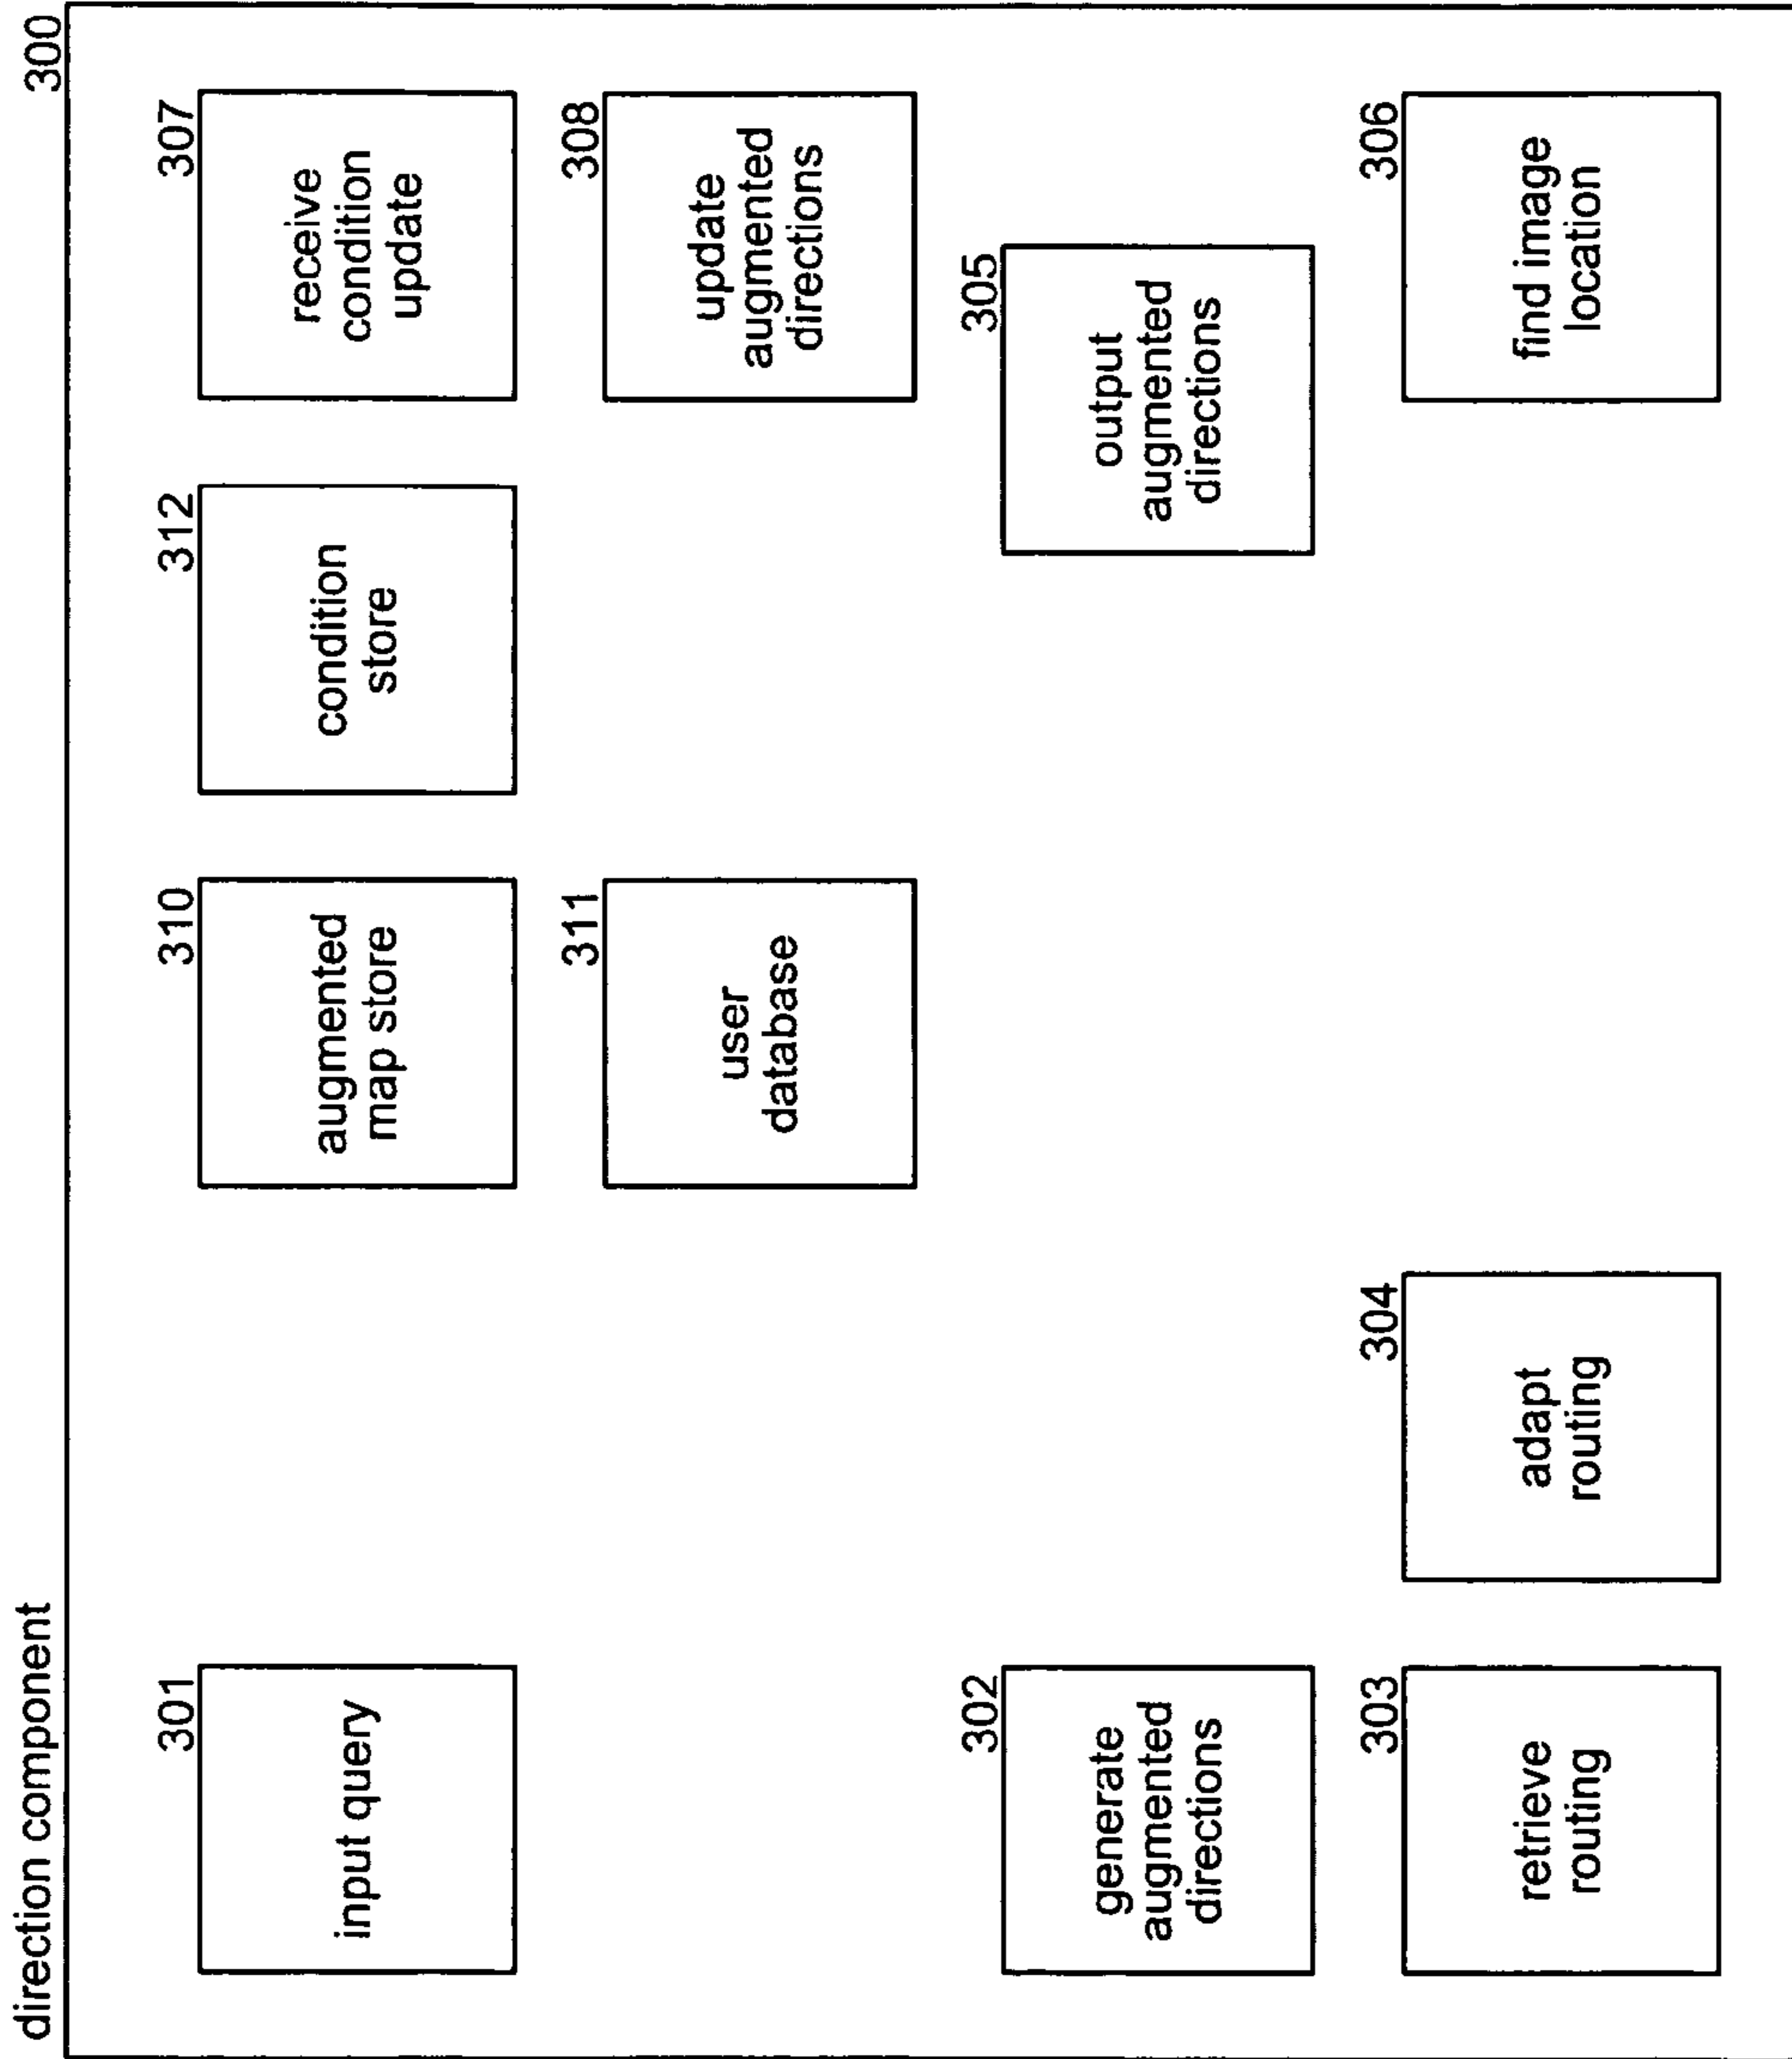 direction component
300
301
input query
310
augmented
map store
312
condition
store
307
receive
condition
update
311
user
database
308
update
augmented
directions
302
generate
augmented
directions
305
output
augmented
directions
303
retrieve
routing
304
adapt
routing
306
find image
location